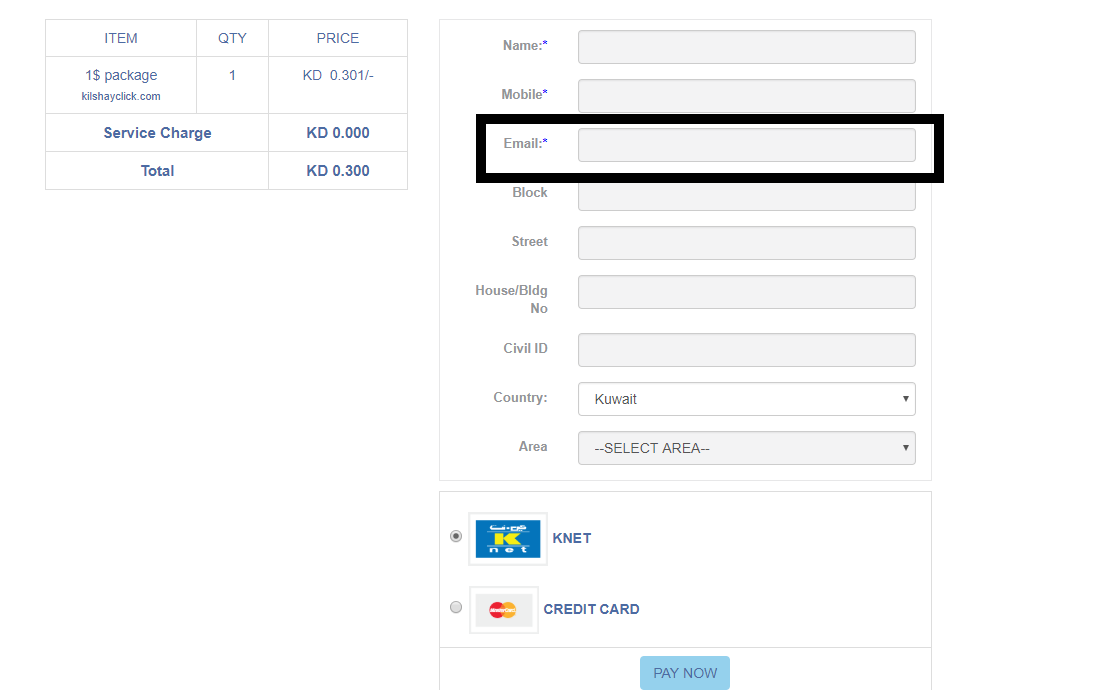 ITEM QTY PRICE
1$ package 1 KD 0.301/-
kilshayclick.com
Service Charge KD 0.000
Total KD 0.300
Name:*
Mobile*
Email:*
Block
Street
House/Bldg
No
Civil ID
Country: Kuwait
Area --SELECT AREA--
كي-نت
K
net
KNET
CREDIT CARD
PAY NOW